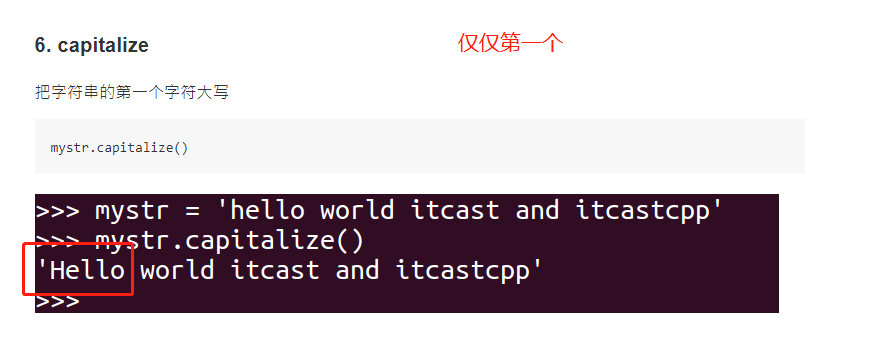 6. capitalize
仅仅第一个
把字符串的第一个字符大写
mystr.capitalize()
>>> mystr = 'hello world itcast and itcastcpp'
>>> mystr.capitalize()
'Hello world itcast and itcastcpp'
>>>